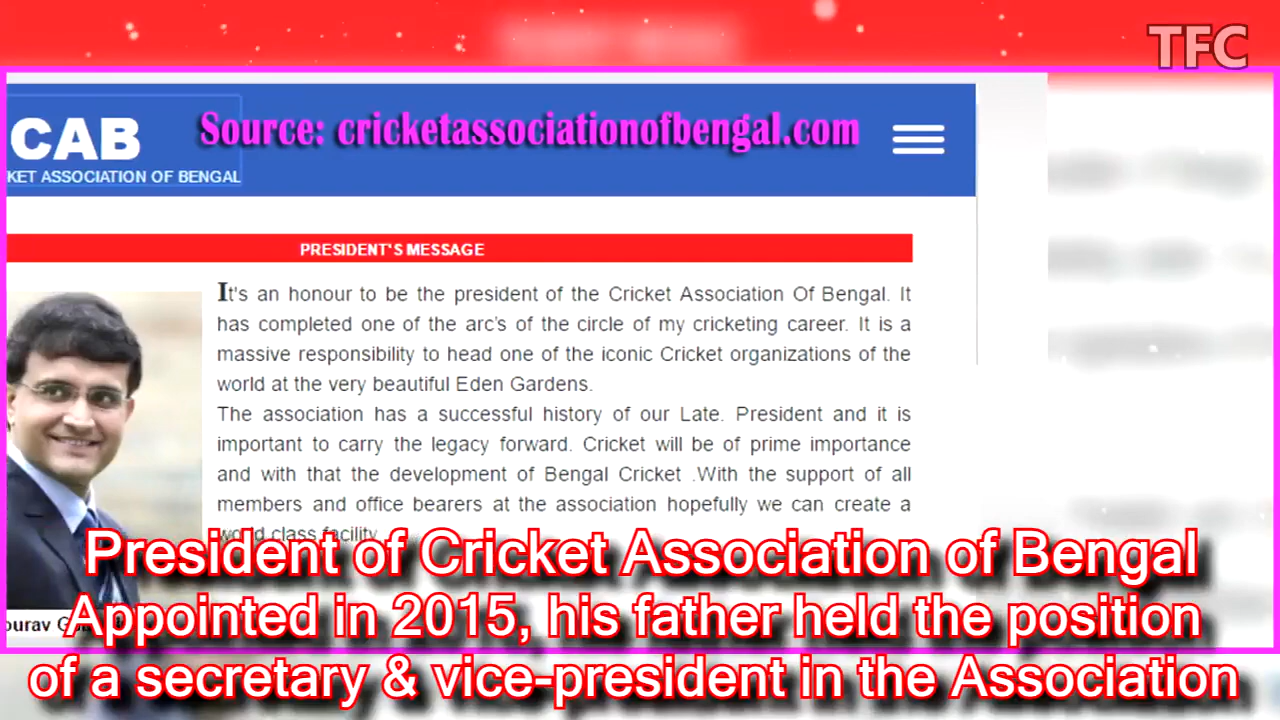 TFC
CAB
Source: cricketassociationofbengal.com
KET ASSOCIATION OF BENGAL
PRESIDENT'S MESSAGE
It's an honour to be the president of the Cricket Association Of Bengal. It
has completed one of the arc's of the circle of my cricketing career. It is a
massive responsibility to head one of the iconic Cricket organizations of the
world at the very beautiful Eden Gardens.
The association has a successful history of our Late. President and it is
important to carry the legacy forward. Cricket will be of prime importance
and with that the development of Bengal Cricket .With the support of all
members and office bearers at the association hopefully we can create a
world class facility
President of Cricket Association of Bengal
ourav
Appointed in 2015, his father held the position
of a secretary & vice-president in the Association